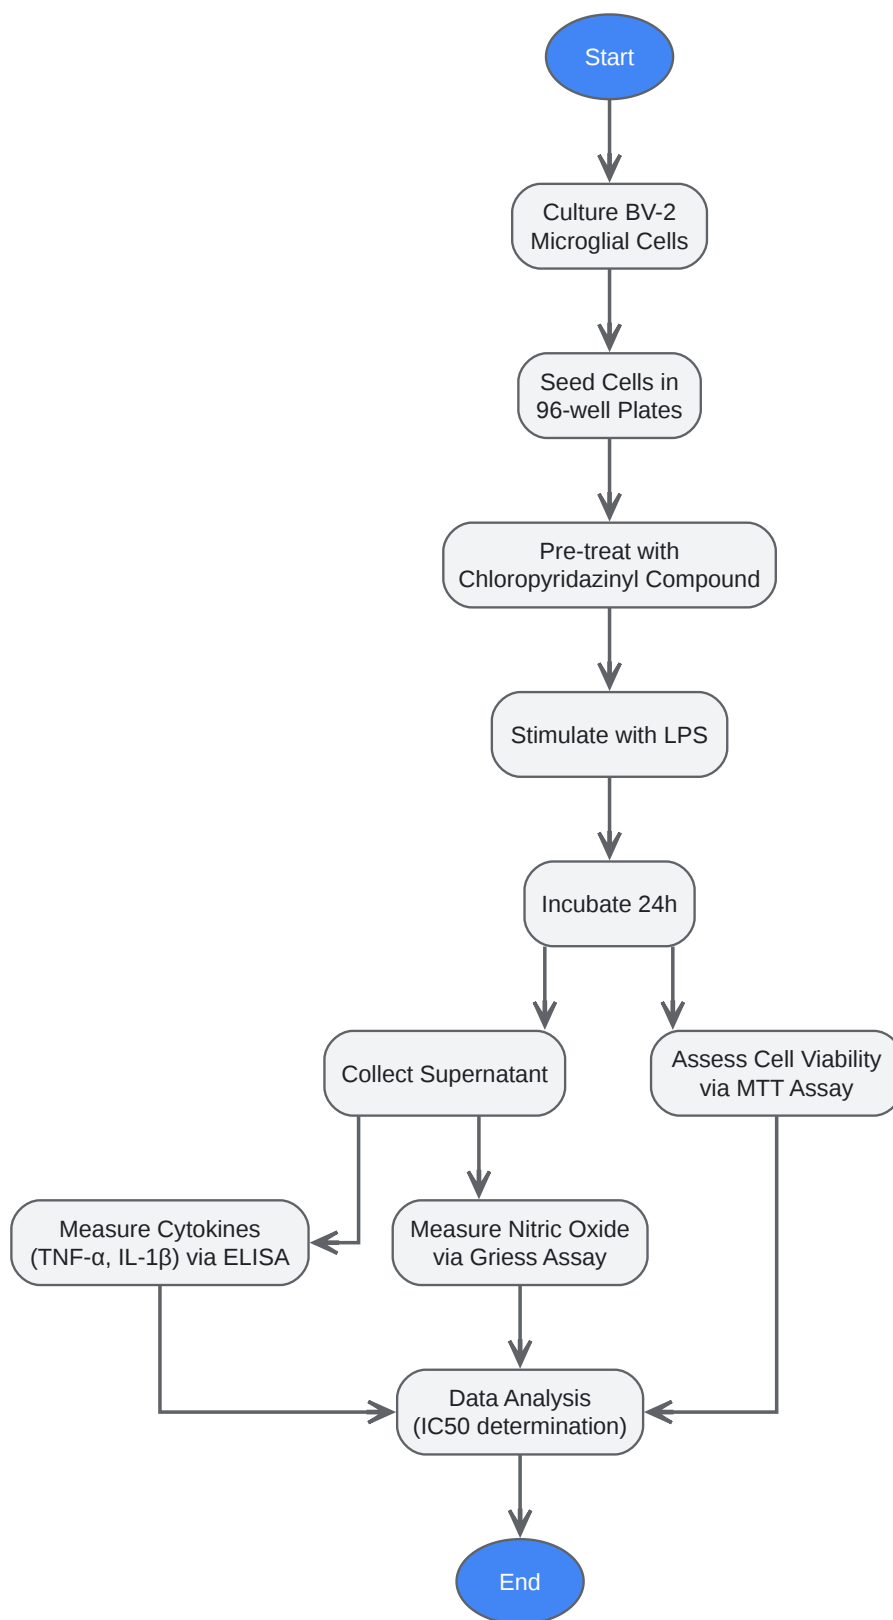 Start
Culture BV-2
Microglial Cells
Seed Cells in
96-well Plates
Pre-treat with
Chloropyridazinyl Compound
Stimulate with LPS
Incubate 24h
Collect Supernatant
Assess Cell Viability
via MTT Assay
Measure Cytokines
(TNF-α, IL-1β) via ELISA
Measure Nitric Oxide
via Griess Assay
Data Analysis
(IC50 determination)
End